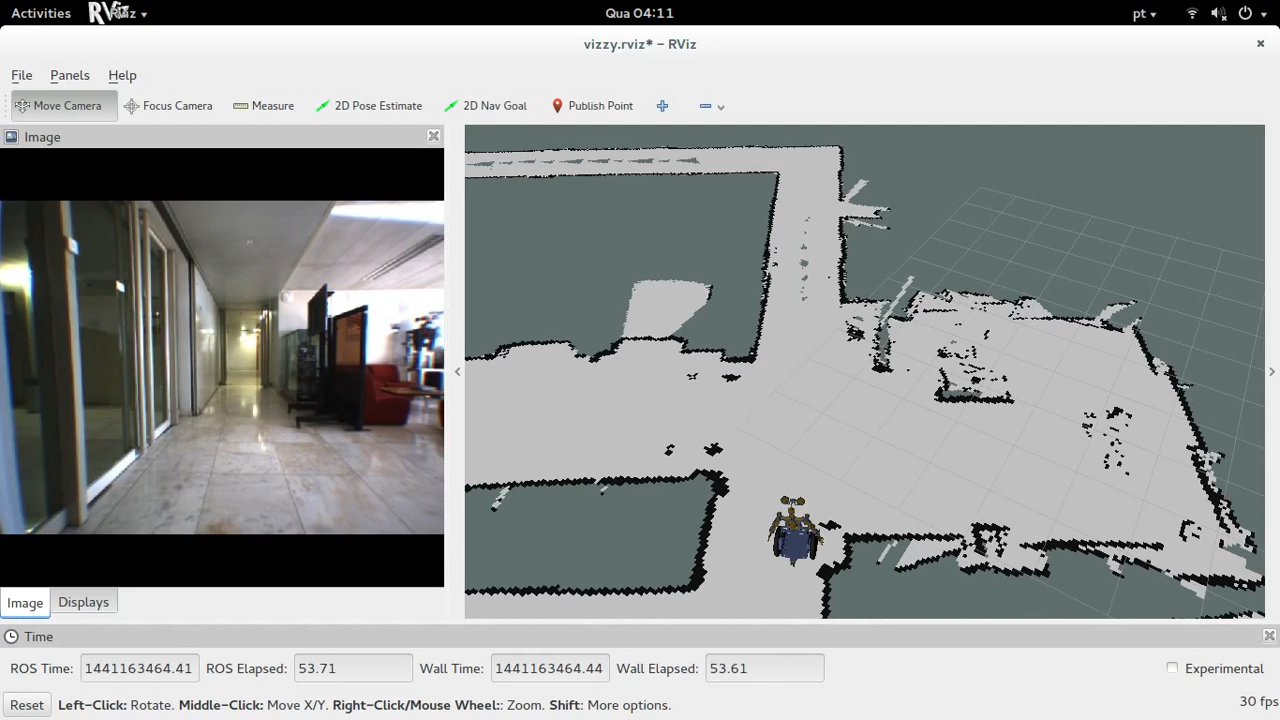 Activities RViz Rviz Qua 04:11 pt
vizzy.rviz* – RViz
File Panels Help
Move Camera Focus Camera Measure 2D Pose Estimate 2D Nav Goal Publish Point
Image
Image Displays
Time
ROS Time: 1441163464.41 ROS Elapsed: 53.71 Wall Time: 1441163464.44 Wall Elapsed: 53.61 Experimental
Reset Left-Click: Rotate. Middle-Click: Move X/Y. Right-Click/Mouse Wheel:: Zoom. Shift: More options. 30 fps